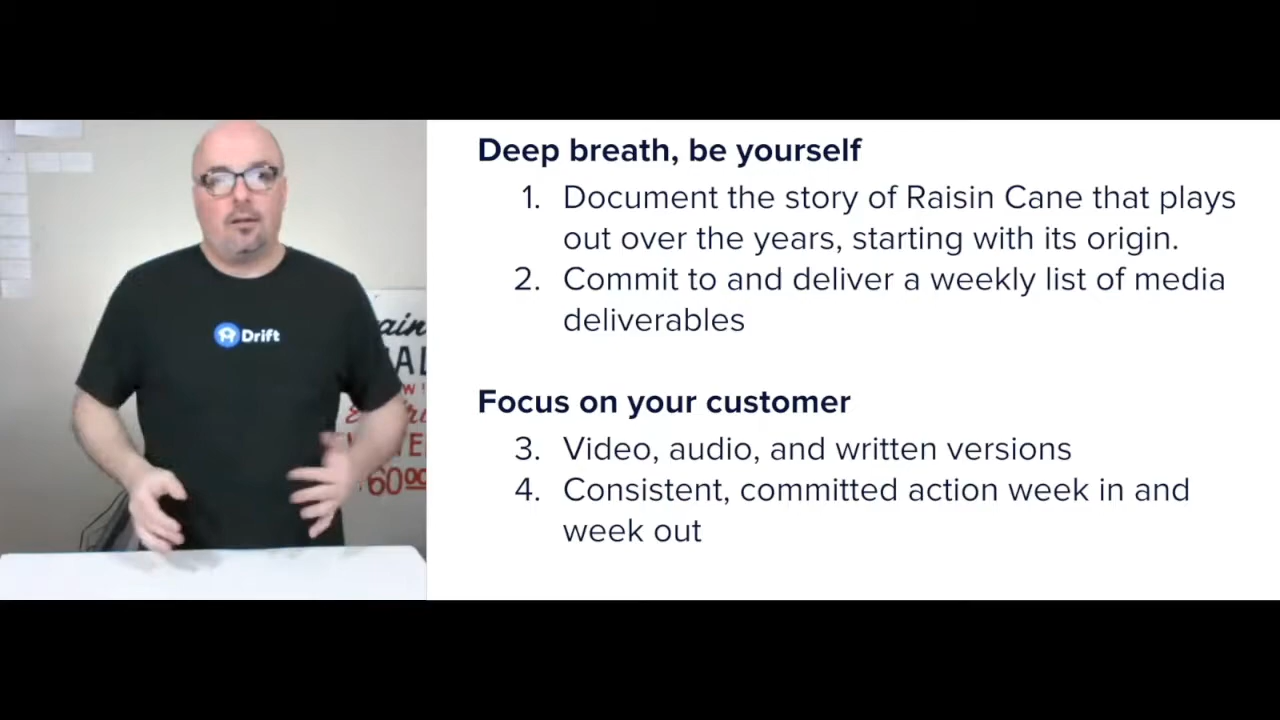 Deep breath, be yourself
1. Document the story of Raisin Cane that plays
out over the years, starting with its origin.
2. Commit to and deliver a weekly list of media
deliverables
Focus on your customer
3. Video, audio, and written versions
4. Consistent, committed action week in and
week out
Drift